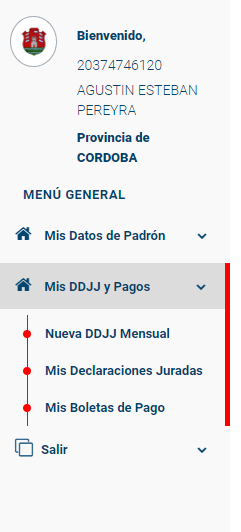 Bienvenido,
20374746120
AGUSTIN ESTEBAN
PEREYRA
Provincia de
CORDOBA
MENÚ GENERAL
Mis Datos de Padrón
Mis DDJJ y Pagos
Nueva DDJJ Mensual
Mis Declaraciones Juradas
Mis Boletas de Pago
Salir